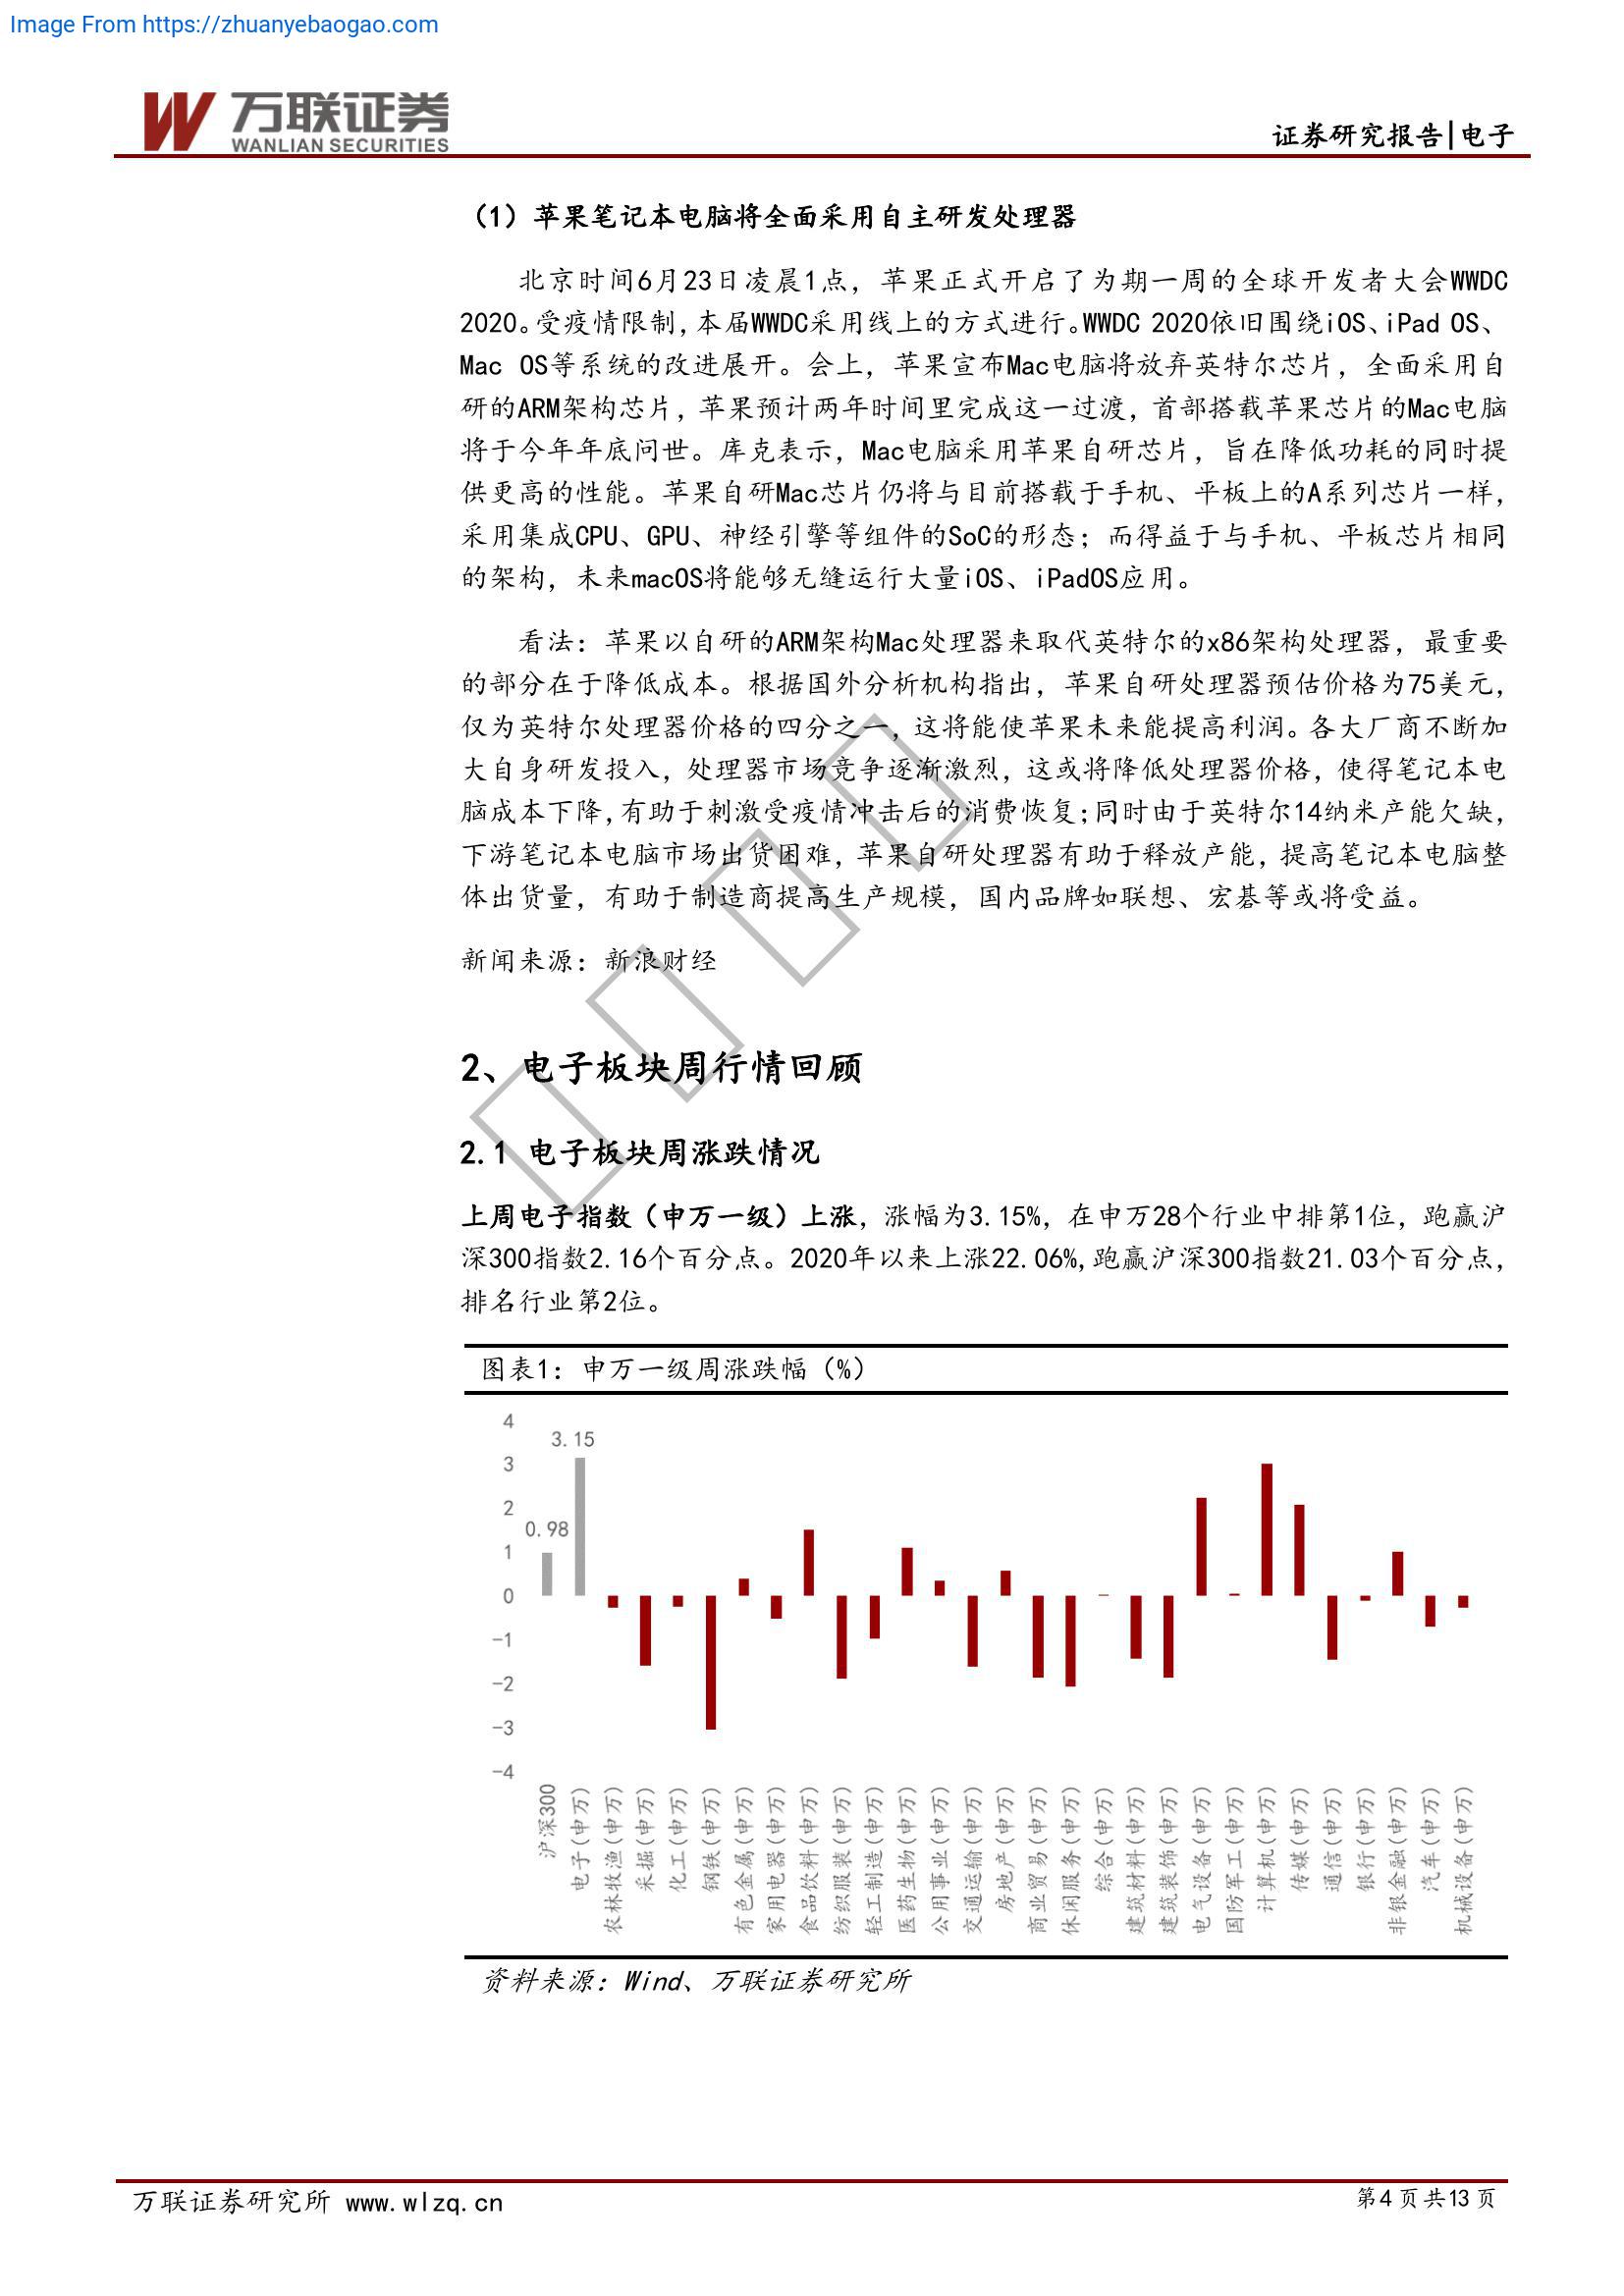 Image From https://zhuanyebaogao.com
万联证券
WANLIAN SECURITIES
证券研究报告|电子
（1）苹果笔记本电脑将全面采用自主研发处理器
北京时间6月23日凌晨1点，苹果正式开启了为期一周的全球开发者大会WWDC
2020。受疫情限制，本届WWDC采用线上的方式进行。WWDC 2020依旧围绕iOS、iPad OS、
Mac OS等系统的改进展开。会上，苹果宣布Mac电脑将放弃英特尔芯片，全面采用自
研的ARM架构芯片，苹果预计两年时间里完成这一过渡，首部搭载苹果芯片的Mac电脑
将于今年年底问世。库克表示，Mac电脑采用苹果自研芯片，旨在降低功耗的同时提
供更高的性能。苹果自研Mac芯片仍将与目前搭载于手机、平板上的A系列芯片一样，
采用集成CPU、GPU、神经引擎等组件的SoC的形态；而得益于与手机、平板芯片相同
的架构，未来macOS将能够无缝运行大量iOS、iPadOS应用。
看法：苹果以自研的ARM架构Mac处理器来取代英特尔的x86架构处理器，最重要
的部分在于降低成本。根据国外分析机构指出，苹果自研处理器预估价格为75美元，
仅为英特尔处理器价格的四分之一，这将能使苹果未来能提高利润。各大厂商不断加
大自身研发投入，处理器市场竞争逐渐激烈，这或将降低处理器价格，使得笔记本电
脑成本下降，有助于刺激受疫情冲击后的消费恢复；同时由于英特尔14纳米产能欠缺，
下游笔记本电脑市场出货困难，苹果自研处理器有助于释放产能，提高笔记本电脑整
体出货量，有助于制造商提高生产规模，国内品牌如联想、宏碁等或将受益。
新闻来源：新浪财经
2、电子板块周行情回顾
2.1 电子板块周涨跌情况
上周电子指数（申万一级）上涨，涨幅为3.15%，在申万28个行业中排第1位，跑赢沪
深300指数2.16个百分点。2020年以来上涨22.06%，跑赢沪深300指数21.03个百分点，
排名行业第2位。
图表1：申万一级周涨跌幅（%）
4
3.15
3
2
0.98
1
0
-1
-2
-3
-4
沪深300
电子(申万)
农林牧渔(申万)
采掘(申万)
化工(申万)
钢铁(申万)
有色金属(申万)
家用电器(申万)
食品饮料(申万)
纺织服装(申万)
轻工制造(申万)
医药生物(申万)
公用事业(申万)
交通运输(申万)
房地产(申万)
商业贸易(申万)
休闲服务(申万)
综合(申万)
建筑材料(申万)
建筑装饰(申万)
电气设备(申万)
国防军工(申万)
计算机(申万)
传媒(申万)
通信(申万)
银行(申万)
非银金融(申万)
汽车(申万)
机械设备(申万)
资料来源：Wind、万联证券研究所
万联证券研究所 www.wlzq.cn
第4页共13页